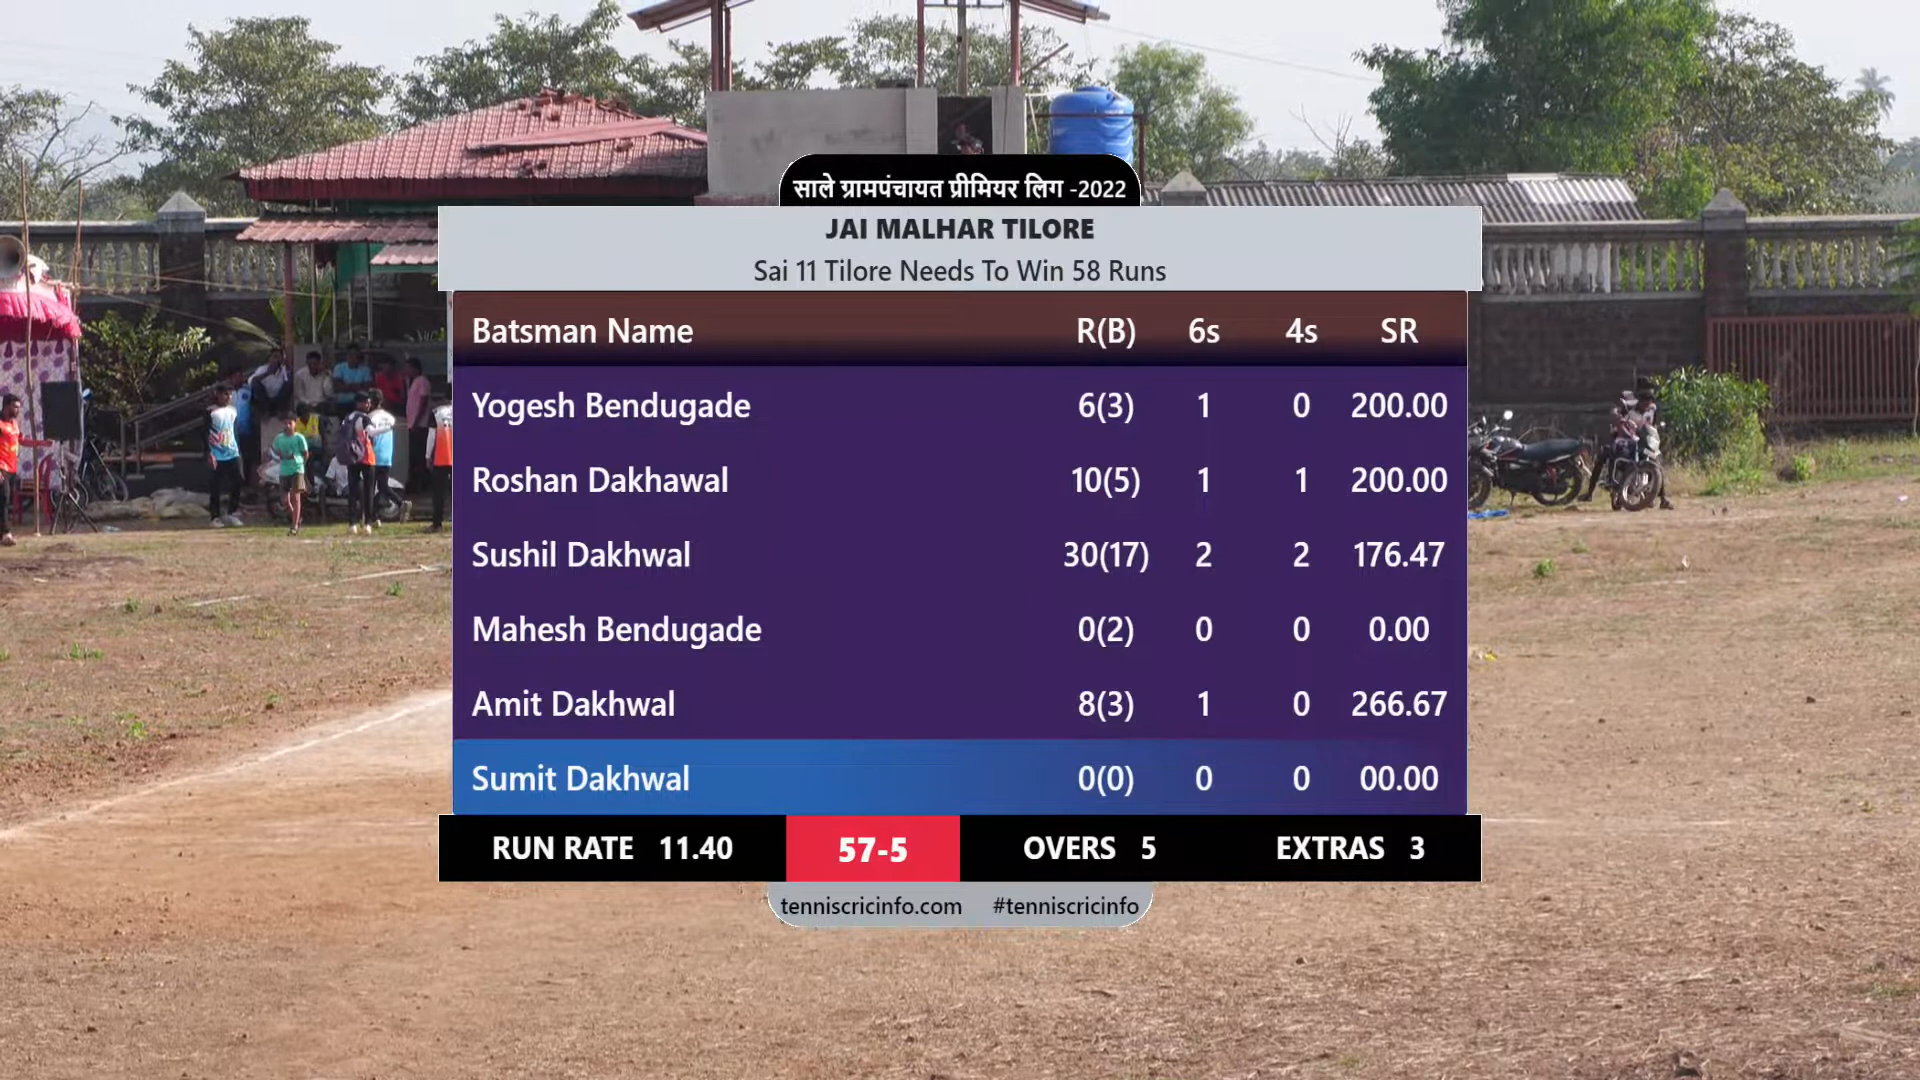 साले ग्रामपंचायत प्रीमियर लिग -2022
JAI MALHAR TILORE
Sai 11 Tilore Needs To Win 58 Runs
Batsman Name R(B) 6s 4s SR
Yogesh Bendugade 6(3) 1 0 200.00
Roshan Dakhawal 10(5) 1 1 200.00
Sushil Dakhwal 30(17) 2 2 176.47
Mahesh Bendugade 0(2) 0 0 0.00
Amit Dakhwal 8(3) 1 0 266.67
Sumit Dakhwal 0(0) 0 0 00.00
RUN RATE 11.40 57-5 OVERS 5 EXTRAS 3
tenniscricinfo.com #tenniscricinfo